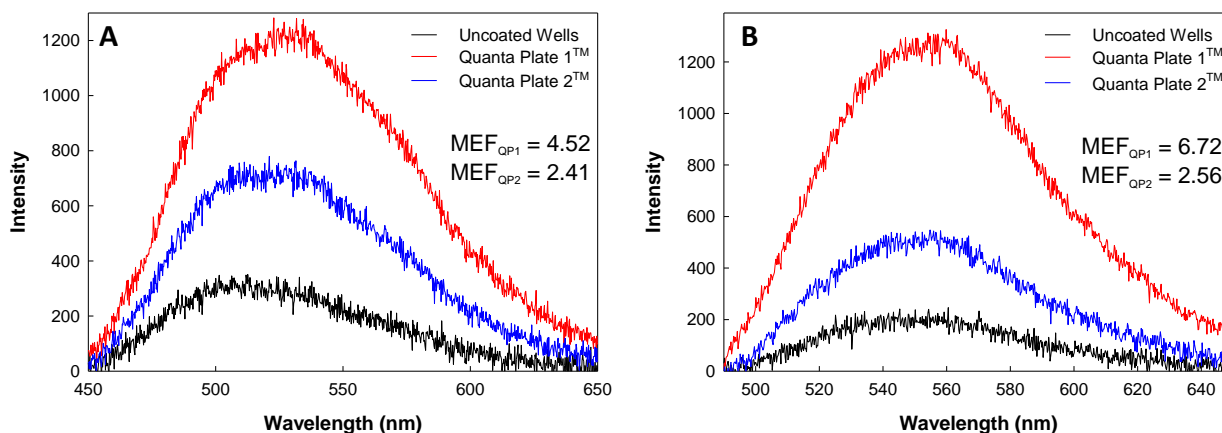 A
Uncoated Wells
Quanta Plate 1TM
Quanta Plate 2TM
MEFQP1 = 4.52
MEFQP2 = 2.41
Intensity
1200
1000
800
600
400
200
0
450 500 550 600 650
Wavelength (nm)
B
Uncoated Wells
Quanta Plate 1TM
Quanta Plate 2TM
MEFQP1 = 6.72
MEFQP2 = 2.56
Intensity
1200
1000
800
600
400
200
0
500 520 540 560 580 600 620 640
Wavelength (nm)